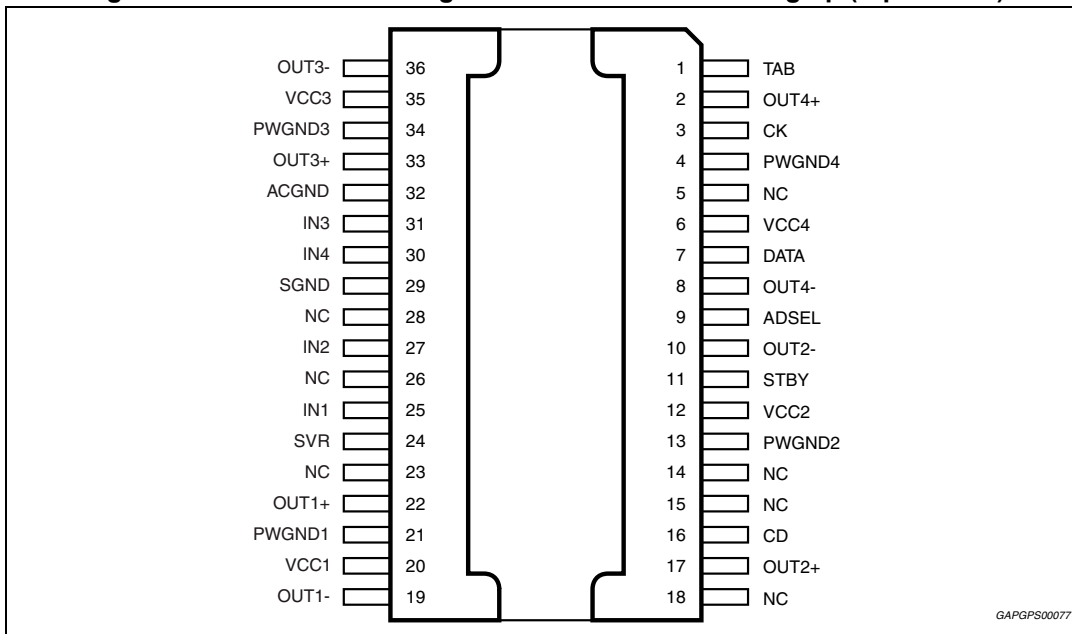 OUT3- 36 1 TAB
VCC3 35 2 OUT4+
PWGND3 34 3 CK
OUT3+ 33 4 PWGND4
ACGND 32 5 NC
IN3 31 6 VCC4
IN4 30 7 DATA
SGND 29 8 OUT4-
NC 28 9 ADSEL
IN2 27 10 OUT2-
NC 26 11 STBY
IN1 25 12 VCC2
SVR 24 13 PWGND2
NC 23 14 NC
OUT1+ 22 15 NC
PWGND1 21 16 CD
VCC1 20 17 OUT2+
OUT1- 19 18 NC
GAPGPS00077